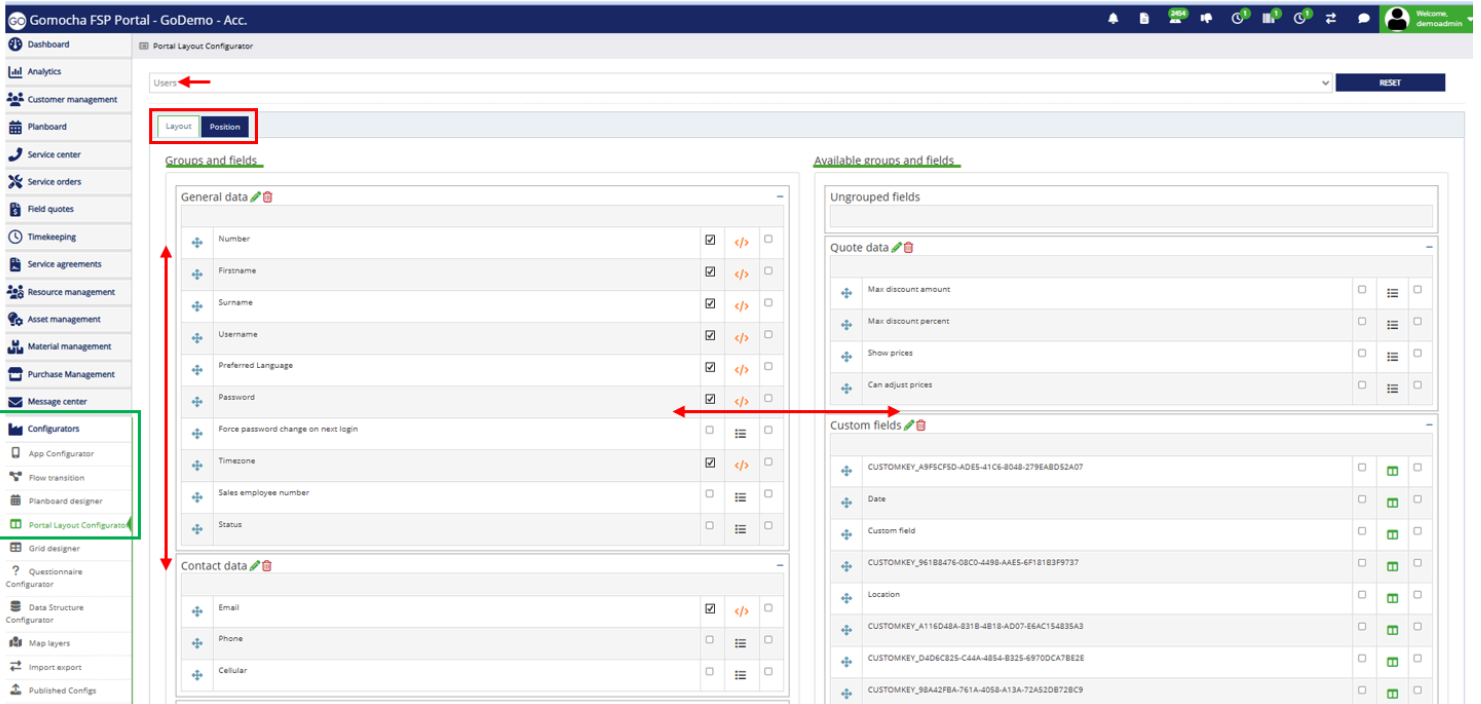 GO Gomocha FSP Portal - GoDemo - Acc.
2454
1
1
1
Welcome,
demoadmin
Dashboard
Analytics
Customer management
Planboard
Service center
Service orders
Field quotes
Timekeeping
Service agreements
Resource management
Asset management
Material management
Purchase Management
Message center
Configurators
App Configurator
Flow transition
Planboard designer
Portal Layout Configurator
Grid designer
Questionnaire
Configurator
Data Structure
Configurator
Map layers
Import export
Published Configs
Portal Layout Configurator
Users
RESET
Layout
Position
Groups and fields
General data
Number
Firstname
Surname
Username
Preferred Language
Password
Force password change on next login
Timezone
Sales employee number
Status
Contact data
Email
Phone
Cellular
Available groups and fields
Ungrouped fields
Quote data
Max discount amount
Max discount percent
Show prices
Can adjust prices
Custom fields
CUSTOMKEY_A9F5CF5D-ADE5-41C6-8048-279EABD52A07
Date
Custom field
CUSTOMKEY_961B8476-08C0-4498-AAE5-6F181B3F9737
Location
CUSTOMKEY_A116D48A-831B-4B18-AD07-E6AC154835A3
CUSTOMKEY_D4D6C825-C44A-4854-B325-6970DCA7BE2E
CUSTOMKEY_98A42FBA-761A-4058-A13A-72A52DB72BC9